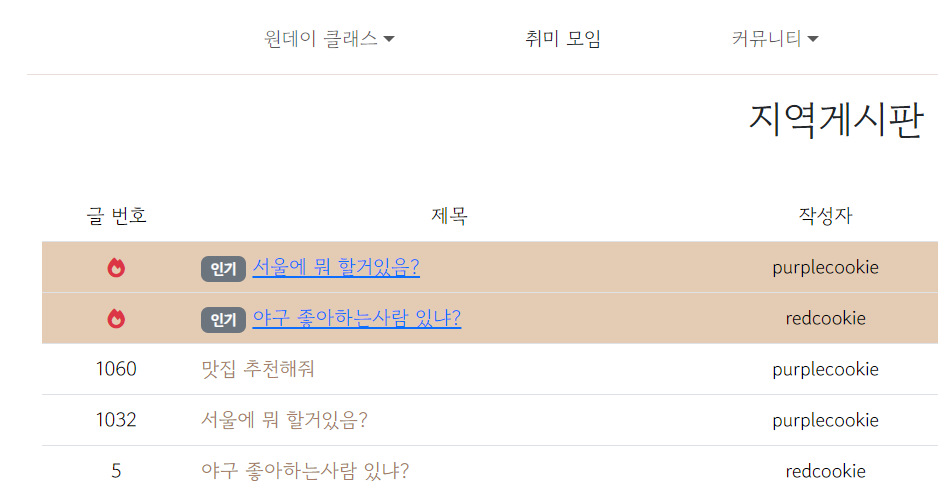 원데이 클래스 취미 모임 커뮤니티
지역게시판
글 번호 제목 작성자
인기 서울에 뭐 할거있음? purplecookie
인기 야구 좋아하는사람 있냐? redcookie
1060 맛집 추천해줘 purplecookie
1032 서울에 뭐 할거있음? purplecookie
5 야구 좋아하는사람 있냐? redcookie